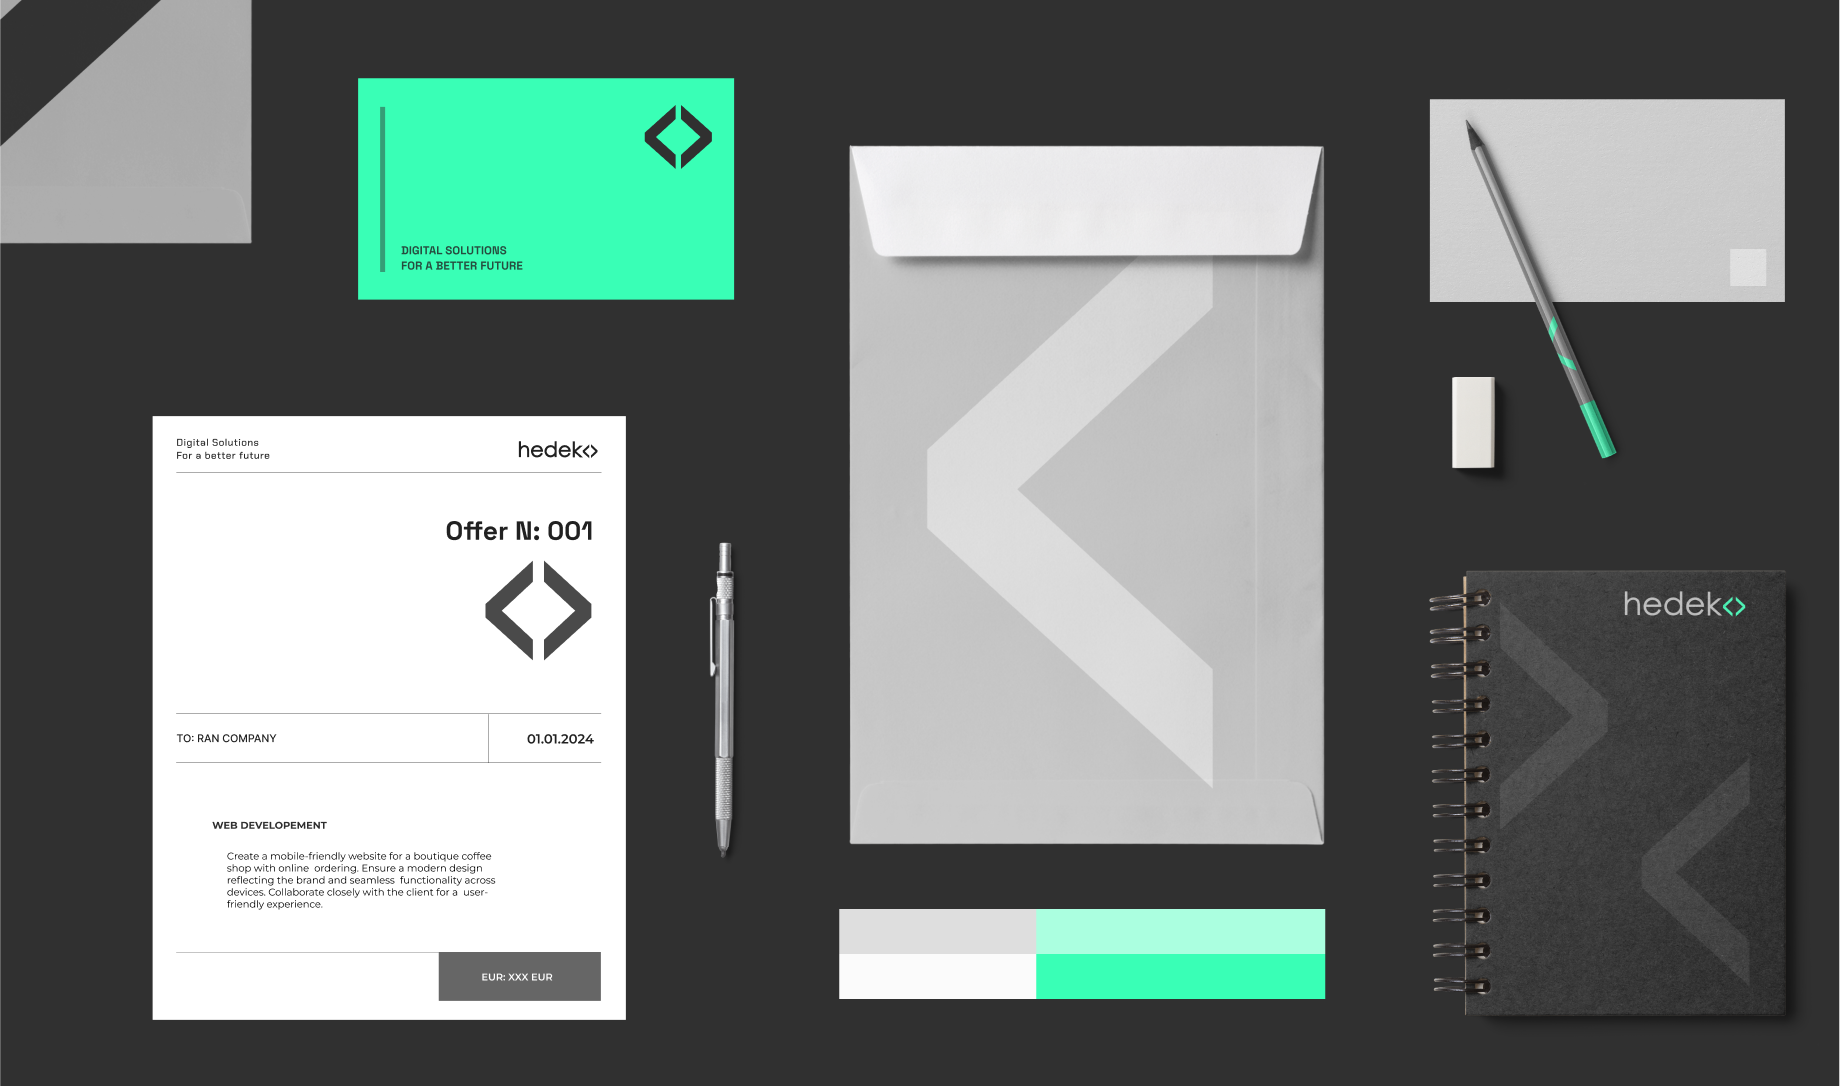 DIGITAL SOLUTIONS
FOR A BETTER FUTURE
Digital Solutions
For a better future
hedek<>
Offer N: 001
TO: RAN COMPANY
01.01.2024
WEB DEVELOPEMENT
Create a mobile-friendly website for a boutique coffee
shop with online ordering. Ensure a modern design
reflecting the brand and seamless functionality across
devices. Collaborate closely with the client for a user-
friendly experience.
EUR: XXX EUR
hedek<>